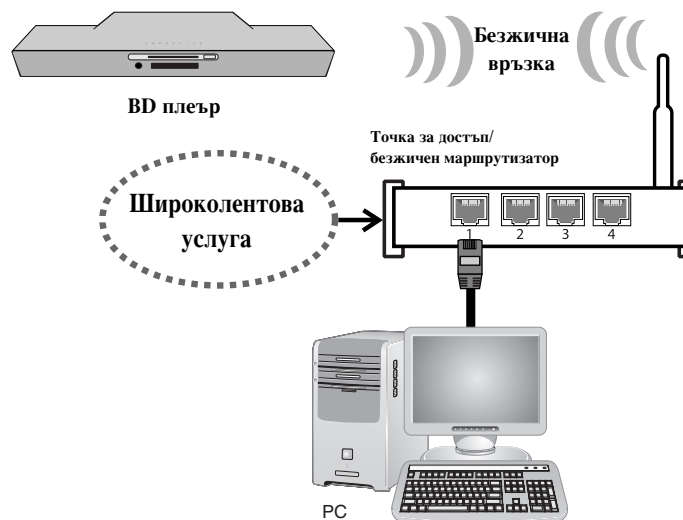 Безжична
връзка
BD плеър
Точка за достъп/
безжичен маршрутизатор
Широколентова
услуга
1 2 3 4
PC